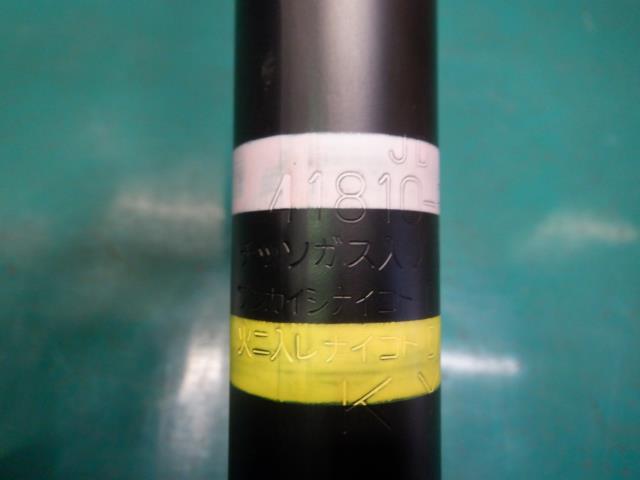 41810-
チッソガス入り
ブンカイシナイコト
火ニ入レナイコト
KY